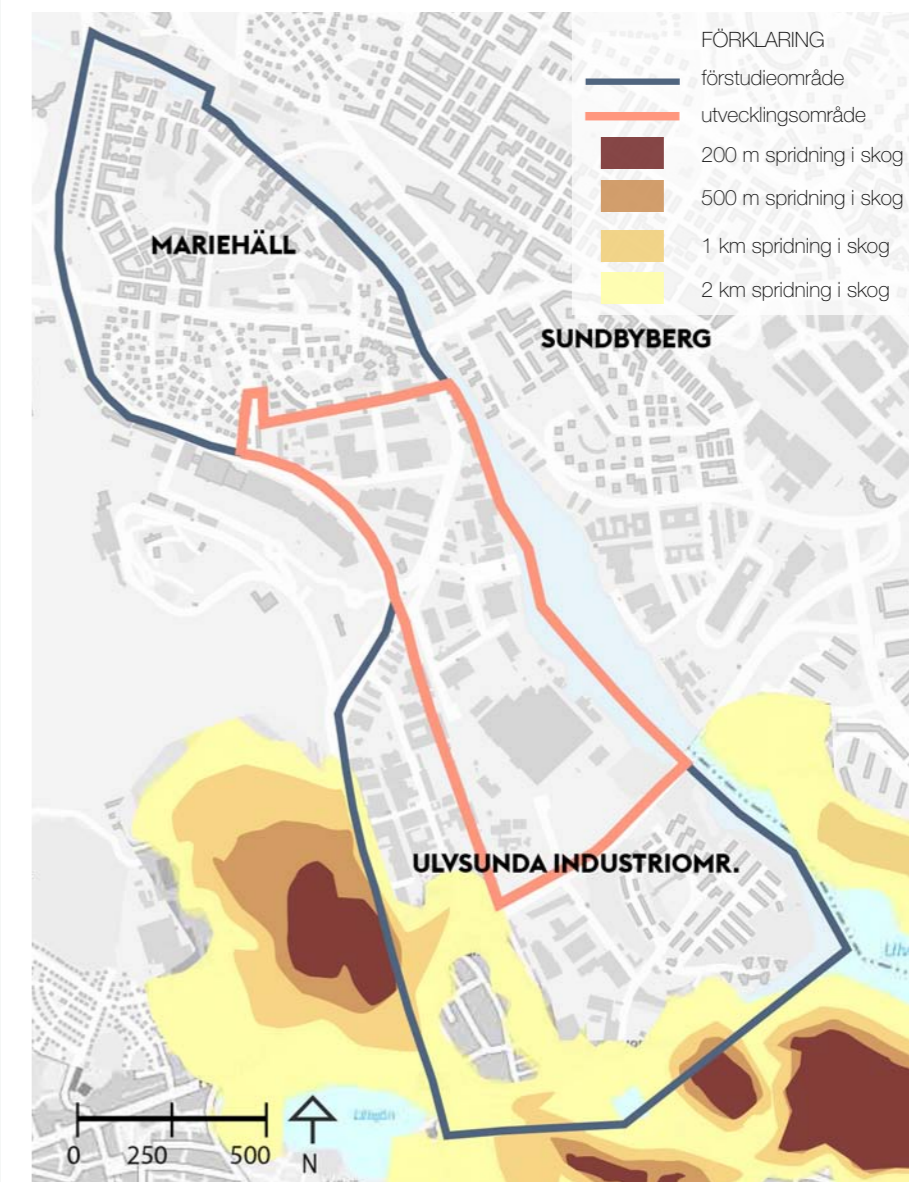 FÖRKLARING
förstudieområde
utvecklingsområde
200 m spridning i skog
500 m spridning i skog
1 km spridning i skog
2 km spridning i skog
MARIEHÄLL
SUNDBYBERG
ULVSUNDA INDUSTRIOMR.
Ulv
0 250 500
N